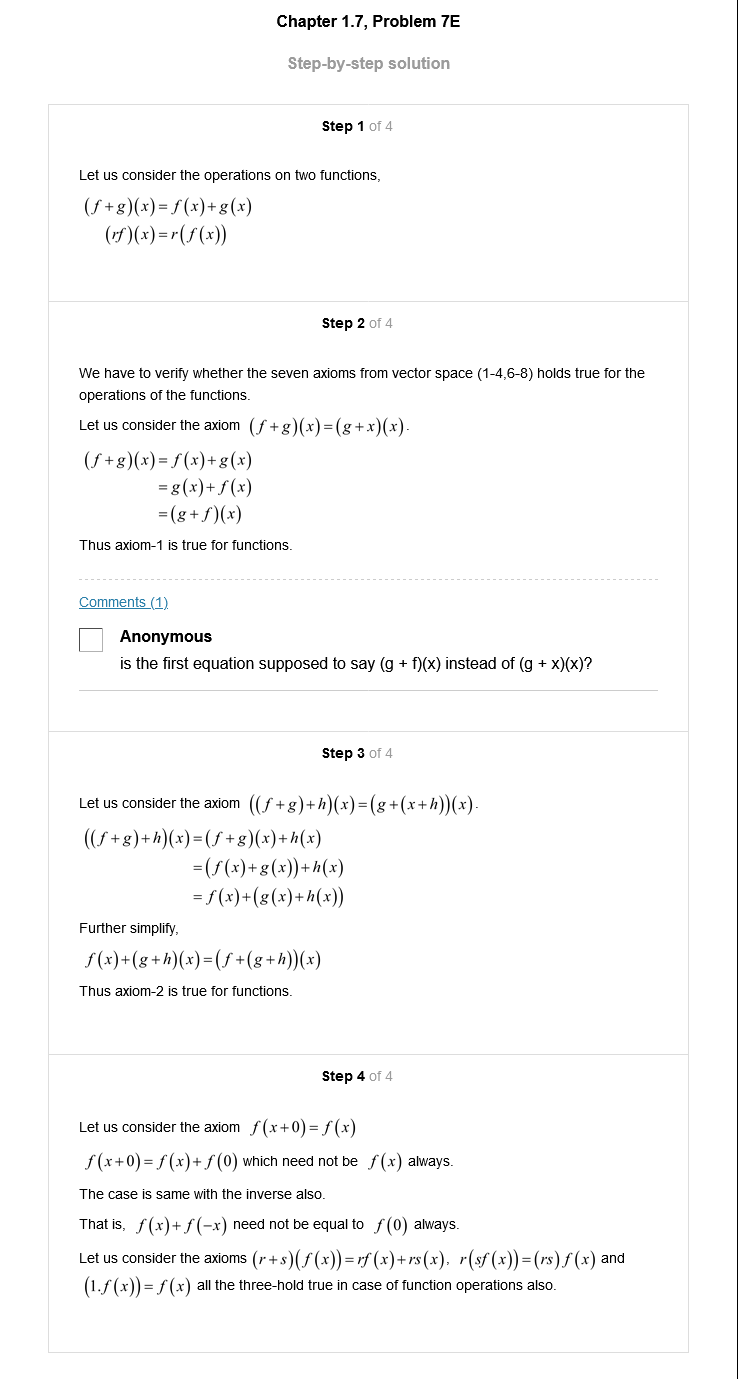 Chapter 1.7, Problem 7E
Step-by-step solution
Step 1 of 4
Let us consider the operations on two functions,
(f+g)(x)=f(x)+g(x)
(rf)(x)=r(f(x))
Step 2 of 4
We have to verify whether the seven axioms from vector space (1-4,6-8) holds true for the
operations of the functions.
Let us consider the axiom (f+g)(x)=(g+x)(x).
(f+g)(x)=f(x)+g(x)
=g(x)+f(x)
=(g+f)(x)
Thus axiom-1 is true for functions.
Comments (1)
Anonymous
is the first equation supposed to say (g + f)(x) instead of (g + x)(x)?
Step 3 of 4
Let us consider the axiom ((f+g)+h)(x)=(g+(x+h))(x).
((f+g)+h)(x)=(f+g)(x)+h(x)
=(f(x)+g(x))+h(x)
=f(x)+(g(x)+h(x))
Further simplify,
f(x)+(g+h)(x)=(f+(g+h))(x)
Thus axiom-2 is true for functions.
Step 4 of 4
Let us consider the axiom f(x+0)=f(x)
f(x+0)=f(x)+f(0) which need not be f(x) always.
The case is same with the inverse also.
That is, f(x)+f(-x) need not be equal to f(0) always.
Let us consider the axioms (r+s)(f(x))=rf(x)+rs(x), r(sf(x))=(rs)f(x) and
(1.f(x))=f(x) all the three-hold true in case of function operations also.